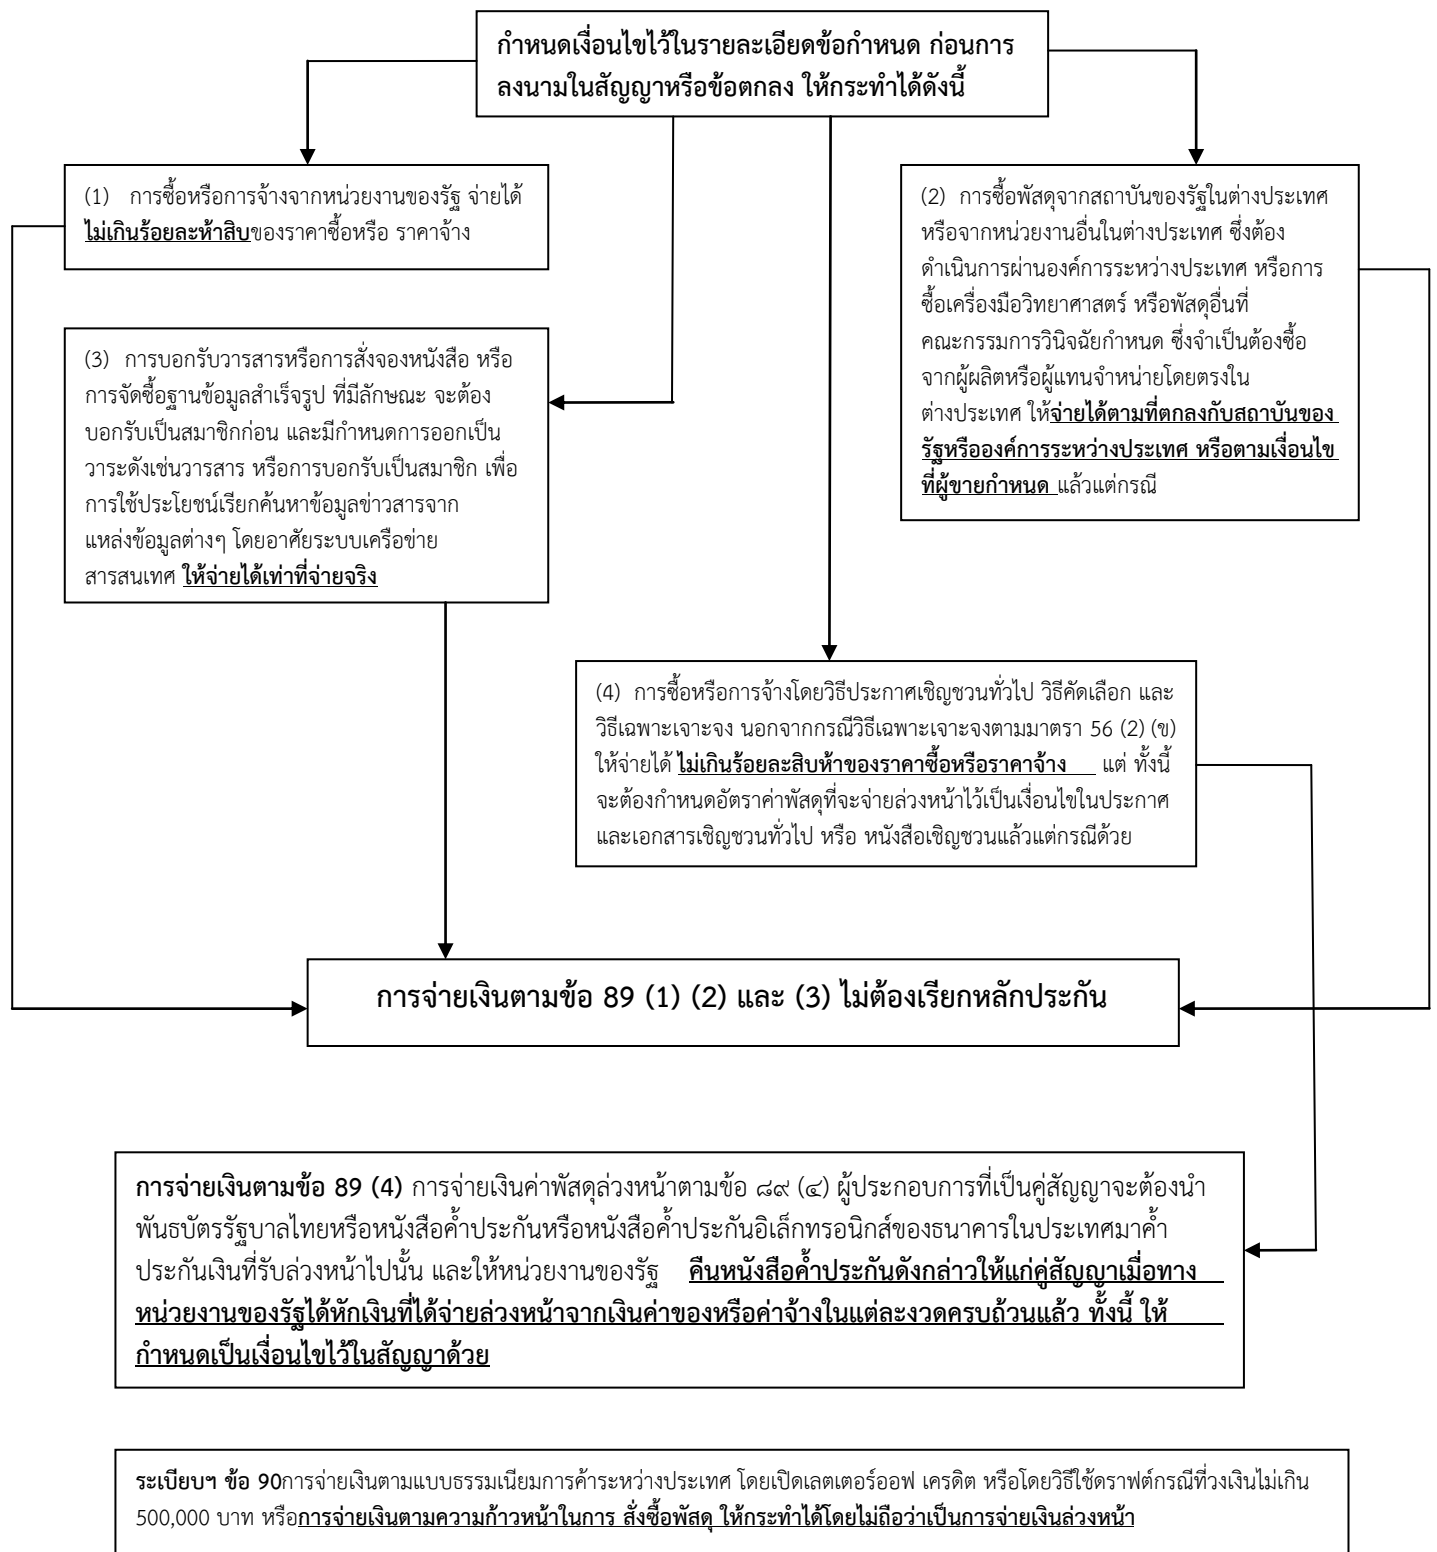 กำหนดเงื่อนไขไว้ในรายละเอียดข้อกำหนด ก่อนการ
ลงนามในสัญญาหรือข้อตกลง ให้กระทำได้ดังนี้
(1) การซื้อหรือการจ้างจากหน่วยงานของรัฐ จ่ายได้
ไม่เกินร้อยละห้าสิบของราคาซื้อหรือ ราคาจ้าง
(2) การซื้อพัสดุจากสถาบันของรัฐในต่างประเทศ
หรือจากหน่วยงานอื่นในต่างประเทศ ซึ่งต้อง
ดำเนินการผ่านองค์การระหว่างประเทศ หรือการ
ซื้อเครื่องมือวิทยาศาสตร์ หรือพัสดุอื่นที่
คณะกรรมการวินิจฉัยกำหนด ซึ่งจำเป็นต้องซื้อ
จากผู้ผลิตหรือผู้แทนจำหน่ายโดยตรงใน
ต่างประเทศ ให้จ่ายได้ตามที่ตกลงกับสถาบันของ
รัฐหรือองค์การระหว่างประเทศ หรือตามเงื่อนไข
ที่ผู้ขายกำหนด แล้วแต่กรณี
(3) การบอกรับวารสารหรือการสั่งจองหนังสือ หรือ
การจัดซื้อฐานข้อมูลสำเร็จรูป ที่มีลักษณะ จะต้อง
บอกรับเป็นสมาชิกก่อน และมีกำหนดการออกเป็น
วาระดังเช่นวารสาร หรือการบอกรับเป็นสมาชิก เพื่อ
การใช้ประโยชน์เรียกค้นหาข้อมูลข่าวสารจาก
แหล่งข้อมูลต่างๆ โดยอาศัยระบบเครือข่าย
สารสนเทศ ให้จ่ายได้เท่าที่จ่ายจริง
(4) การซื้อหรือการจ้างโดยวิธีประกาศเชิญชวนทั่วไป วิธีคัดเลือก และ
วิธีเฉพาะเจาะจง นอกจากกรณีวิธีเฉพาะเจาะจงตามมาตรา 56 (2) (ข)
ให้จ่ายได้ ไม่เกินร้อยละสิบห้าของราคาซื้อหรือราคาจ้าง แต่ ทั้งนี้
จะต้องกำหนดอัตราค่าพัสดุที่จะจ่ายล่วงหน้าไว้เป็นเงื่อนไขในประกาศ
และเอกสารเชิญชวนทั่วไป หรือ หนังสือเชิญชวนแล้วแต่กรณีด้วย
การจ่ายเงินตามข้อ 89 (1) (2) และ (3) ไม่ต้องเรียกหลักประกัน
การจ่ายเงินตามข้อ 89 (4) การจ่ายเงินค่าพัสดุล่วงหน้าตามข้อ ๘๙ (๔) ผู้ประกอบการที่เป็นคู่สัญญาจะต้องนำ
พันธบัตรรัฐบาลไทยหรือหนังสือค้ำประกันหรือหนังสือค้ำประกันอิเล็กทรอนิกส์ของธนาคารในประเทศมาค้ำ
ประกันเงินที่รับล่วงหน้าไปนั้น และให้หน่วยงานของรัฐ คืนหนังสือค้ำประกันดังกล่าวให้แก่คู่สัญญาเมื่อทาง
หน่วยงานของรัฐได้หักเงินที่ได้จ่ายล่วงหน้าจากเงินค่าของหรือค่าจ้างในแต่ละงวดครบถ้วนแล้ว ทั้งนี้ ให้
กำหนดเป็นเงื่อนไขไว้ในสัญญาด้วย
ระเบียบฯ ข้อ 90การจ่ายเงินตามแบบธรรมเนียมการค้าระหว่างประเทศ โดยเปิดเลตเตอร์ออฟ เครดิต หรือโดยวิธีใช้ดราฟต์กรณีที่วงเงินไม่เกิน
500,000 บาท หรือการจ่ายเงินตามความก้าวหน้าในการ สั่งซื้อพัสดุ ให้กระทำได้โดยไม่ถือว่าเป็นการจ่ายเงินล่วงหน้า